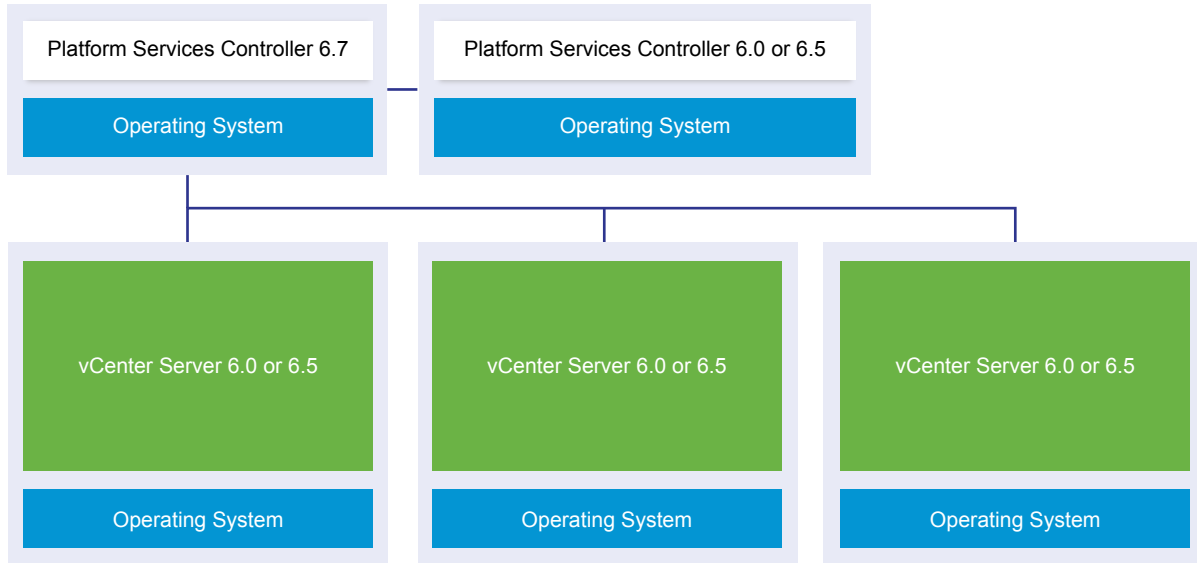 Platform Services Controller 6.7
Platform Services Controller 6.0 or 6.5
Operating System
Operating System
vCenter Server 6.0 or 6.5
vCenter Server 6.0 or 6.5
vCenter Server 6.0 or 6.5
Operating System
Operating System
Operating System